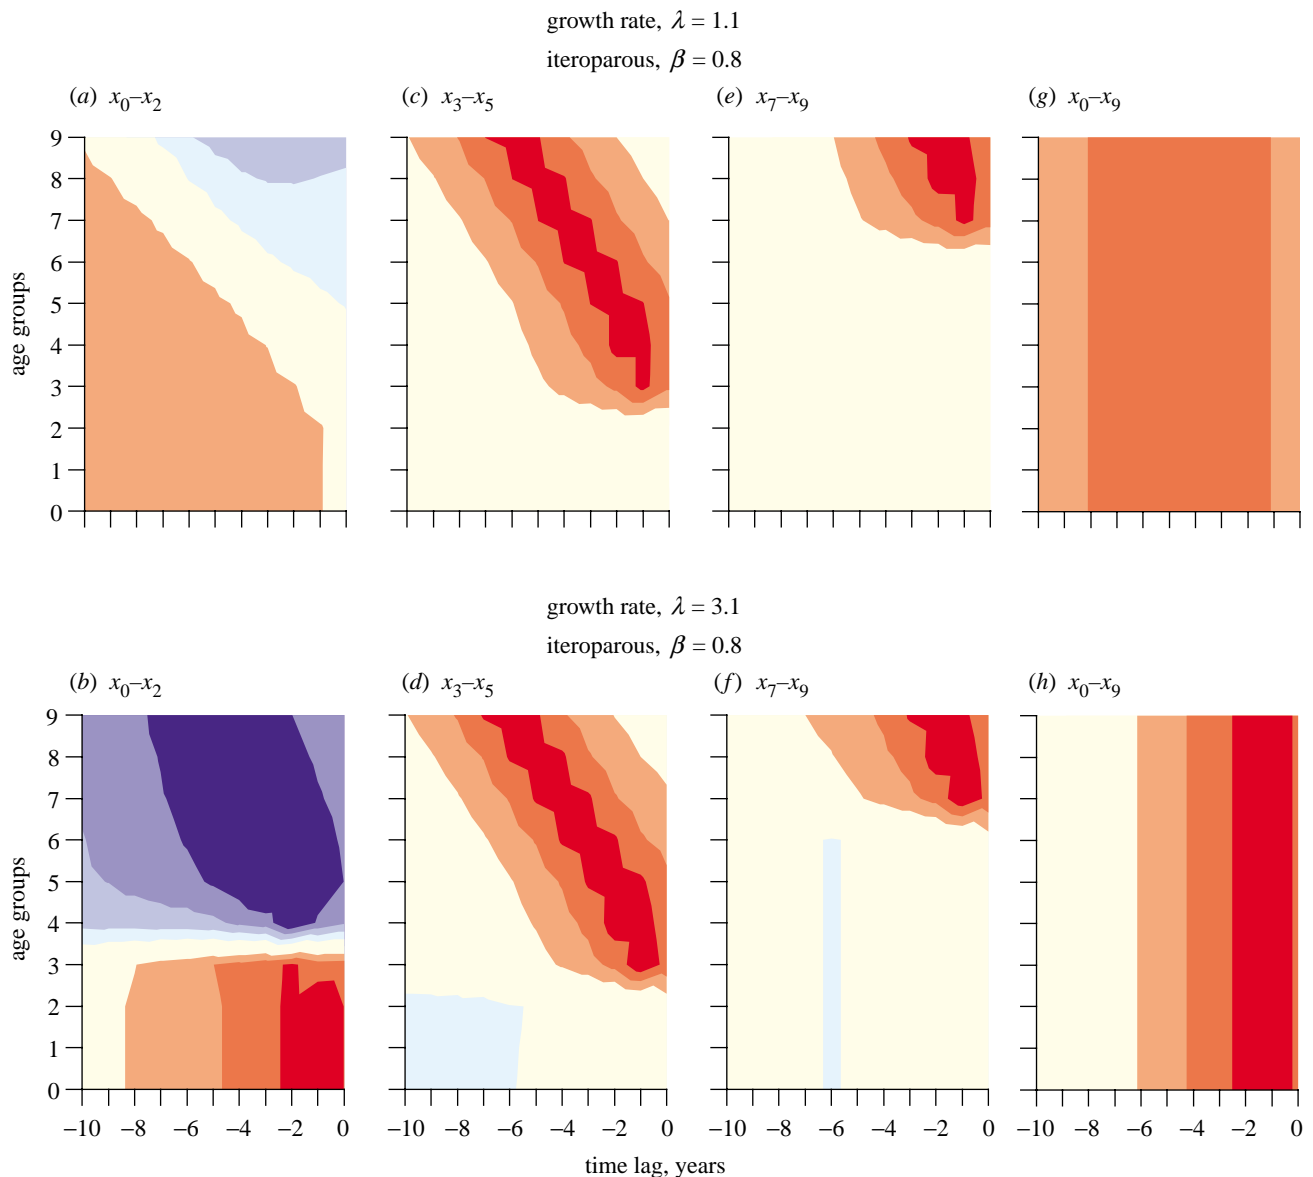 growth rate, λ = 1.1
iteroparous, β = 0.8
(a) x0–x2
(c) x3–x5
(e) x7–x9
(g) x0–x9
9
8
7
6
5
4
3
2
1
0
age groups
growth rate, λ = 3.1
iteroparous, β = 0.8
(b) x0–x2
(d) x3–x5
(f) x7–x9
(h) x0–x9
9
8
7
6
5
4
3
2
1
0
age groups
–10 –8 –6 –4 –2 0
–10 –8 –6 –4 –2 0
–10 –8 –6 –4 –2 0
–10 –8 –6 –4 –2 0
time lag, years